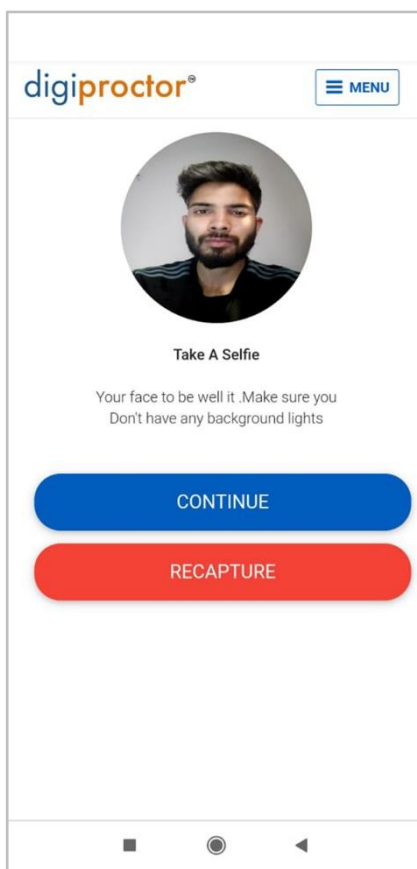 digiproctor®
MENU
Take A Selfie
Your face to be well it .Make sure you
Don't have any background lights
CONTINUE
RECAPTURE